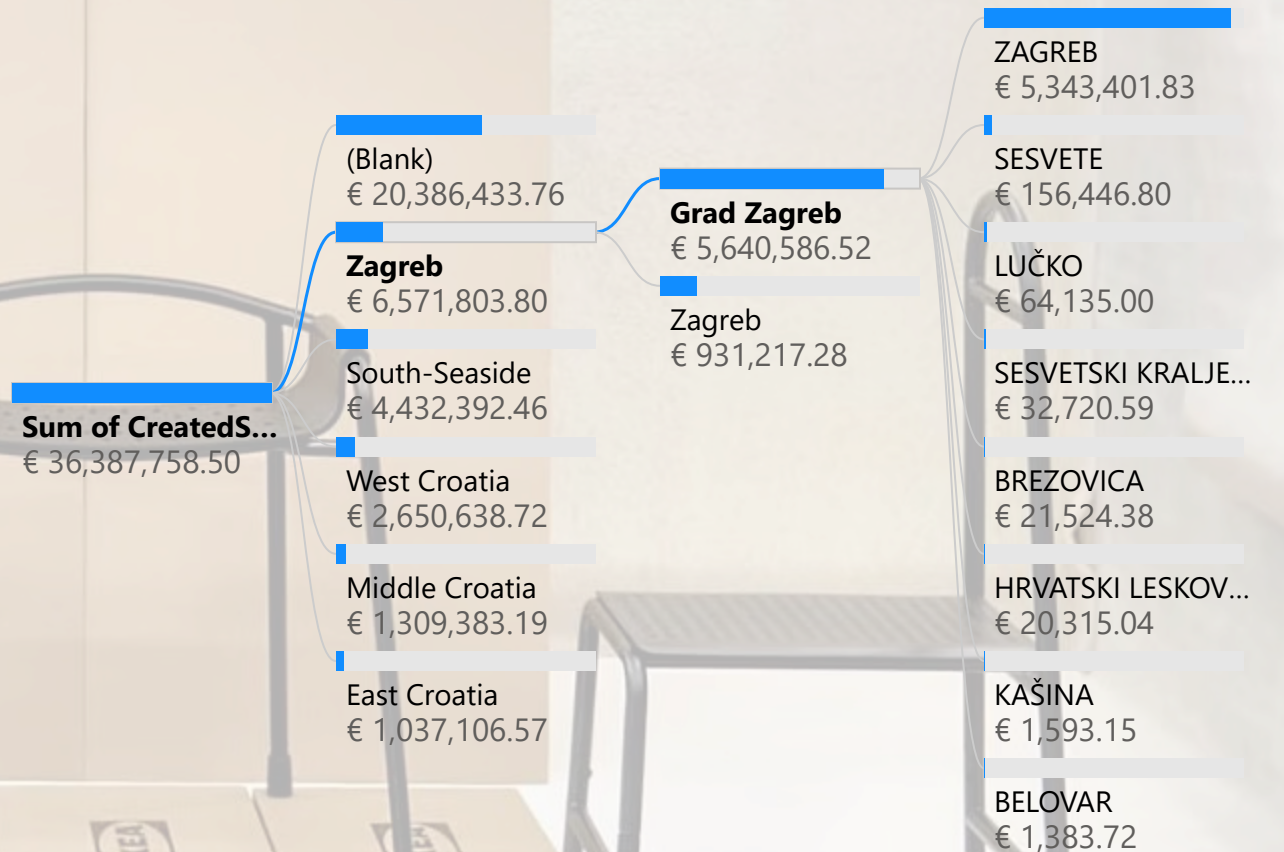 Sum of CreatedS...
€ 36,387,758.50
(Blank)
€ 20,386,433.76
Zagreb
€ 6,571,803.80
South-Seaside
€ 4,432,392.46
West Croatia
€ 2,650,638.72
Middle Croatia
€ 1,309,383.19
East Croatia
€ 1,037,106.57
Grad Zagreb
€ 5,640,586.52
Zagreb
€ 931,217.28
ZAGREB
€ 5,343,401.83
SESVETE
€ 156,446.80
LUČKO
€ 64,135.00
SESVETSKI KRALJE...
€ 32,720.59
BREZOVICA
€ 21,524.38
HRVATSKI LESKOV...
€ 20,315.04
KAŠINA
€ 1,593.15
BELOVAR
€ 1,383.72